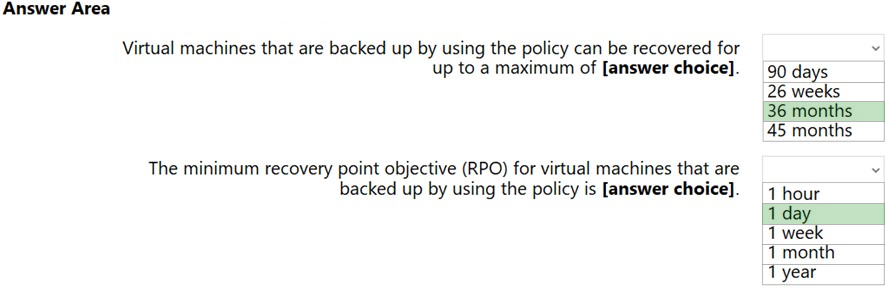 Answer Area
Virtual machines that are backed up by using the policy can be recovered for
up to a maximum of [answer choice].
90 days
26 weeks
36 months
45 months
The minimum recovery point objective (RPO) for virtual machines that are
backed up by using the policy is [answer choice].
1 hour
1 day
1 week
1 month
1 year